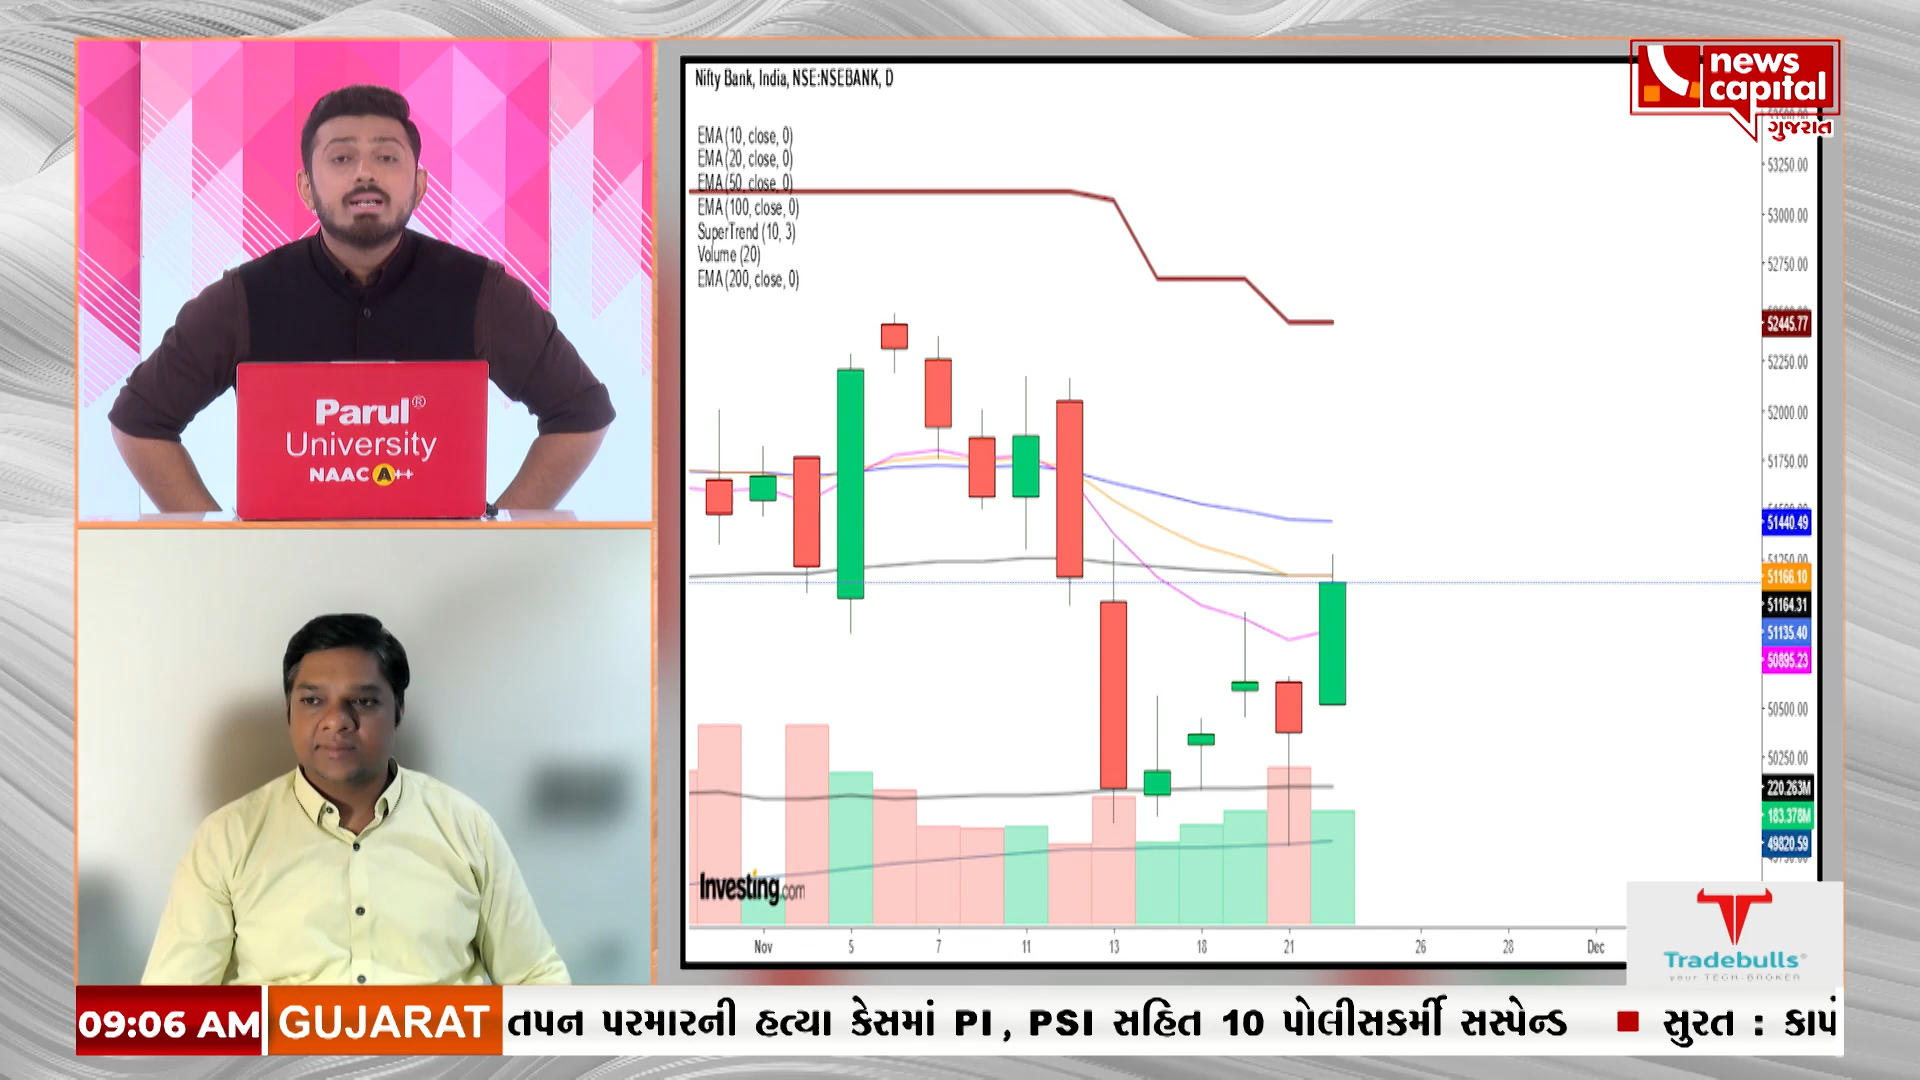 Nifty Bank, India, NSE:NSEBANK, D
EMA (10, close, 0)
EMA (20, close, 0)
EMA (50, close, 0)
EMA (100, close, 0)
SuperTrend (10, 3)
Volume (20)
EMA (200, close, 0)
news
capital
ગુજરાત
53250.00
53000.00
52750.00
52445.77
52250.00
52000.00
51750.00
51440.49
51250.00
51166.10
51164.31
51135.40
50895.23
50500.00
50250.00
220.263M
183.378M
49820.59
Parul®
University
NAAC A++
Investing.com
Nov 5 7 11 13 18 21 26 28 Dec
Tradebulls®
your TECH-BROKER
09:06 AM GUJARAT તપન પરમારની હત્યા કેસમાં PI, PSI સહિત 10 પોલીસકર્મી સસ્પેન્ડ ■ સુરત : કાપં